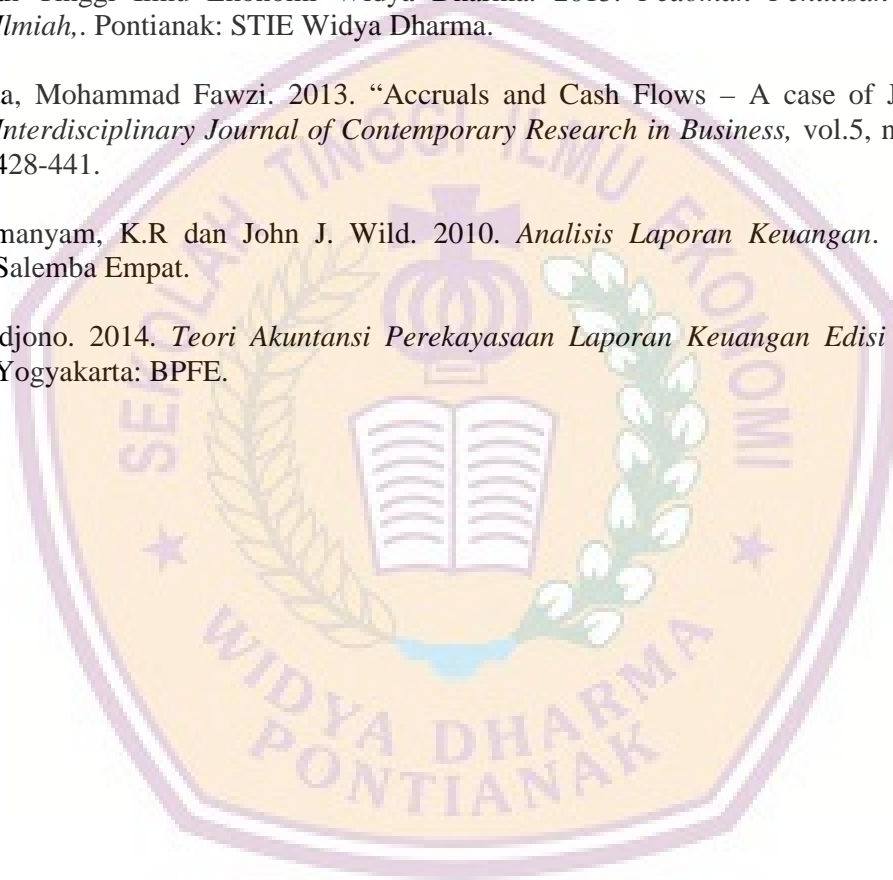 Tinggi Ilmu Ekonomi Widya Dharma. 2013. Pedoman Penulisan
Ilmiah,. Pontianak: STIE Widya Dharma.
a, Mohammad Fawzi. 2013. “Accruals and Cash Flows – A case of J
Interdisciplinary Journal of Contemporary Research in Business, vol.5, n
428-441.
manyam, K.R dan John J. Wild. 2010. Analisis Laporan Keuangan.
Salemba Empat.
djono. 2014. Teori Akuntansi Perekayasaan Laporan Keuangan Edisi
Yogyakarta: BPFE.
SEKOLAH TINGGI ILMU EKONOMI
WIDYA DHARMA
PONTIANAK